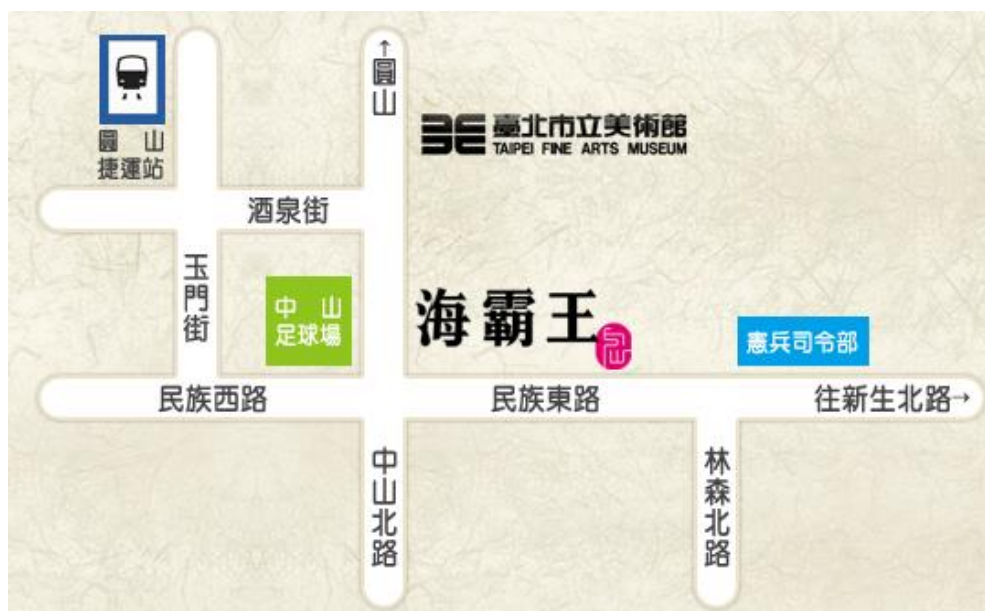 ↑圓山
圓山
捷運站
臺北市立美術館
TAIPEI FINE ARTS MUSEUM
酒泉街
玉門街
中山
足球場
海霸王
憲兵司令部
民族西路
民族東路
往新生北路→
中山北路
林森北路